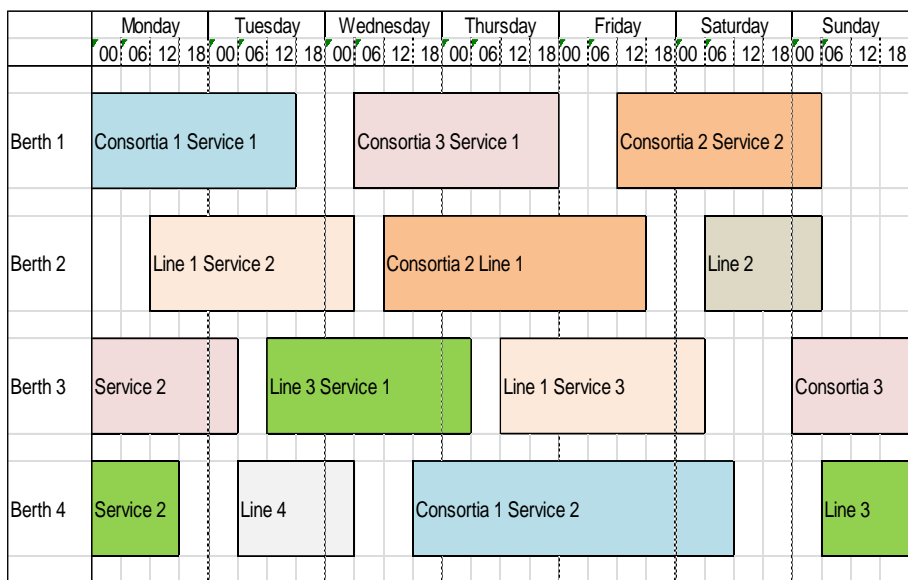 Monday Tuesday Wednesday Thursday Friday Saturday Sunday
00 06 12 18 00 06 12 18 00 06 12 18 00 06 12 18 00 06 12 18 00 06 12 18 00 06 12 18
Berth 1 Consortia 1 Service 1 Consortia 3 Service 1 Consortia 2 Service 2
Berth 2 Line 1 Service 2 Consortia 2 Line 1 Line 2
Berth 3 Service 2 Line 3 Service 1 Line 1 Service 3 Consortia 3
Berth 4 Service 2 Line 4 Consortia 1 Service 2 Line 3